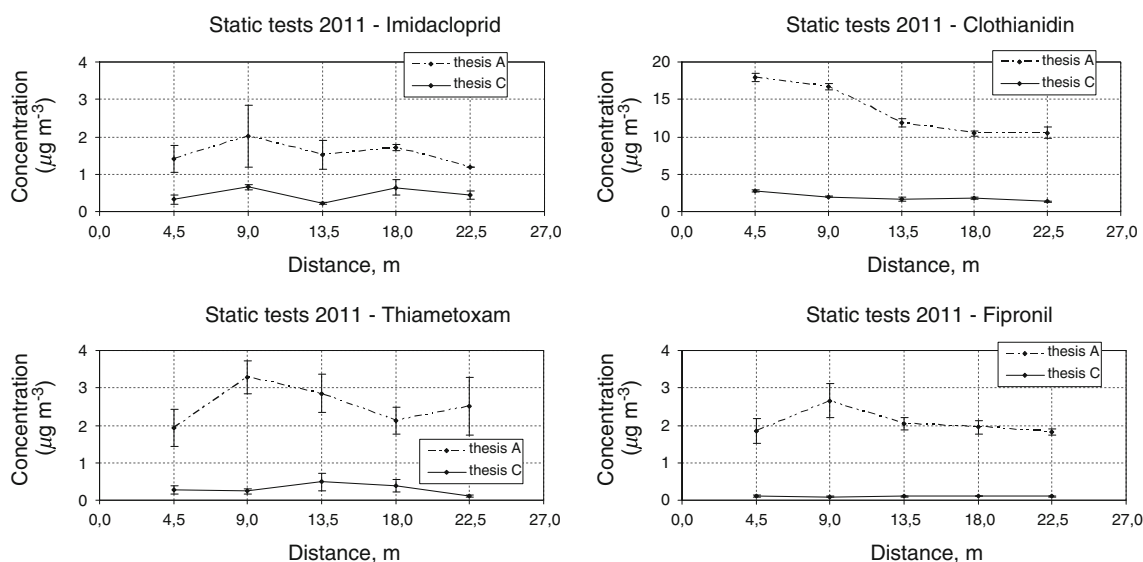 Static tests 2011 - Imidacloprid
Concentration
(µg m-3)
4
3
2
1
0
thesis A
thesis C
0,0 4,5 9,0 13,5 18,0 22,5 27,0
Distance, m
Static tests 2011 - Clothianidin
Concentration
(µg m-3)
20
15
10
5
0
thesis A
thesis C
0,0 4,5 9,0 13,5 18,0 22,5 27,0
Distance, m
Static tests 2011 - Thiametoxam
Concentration
(µg m-3)
4
3
2
1
0
thesis A
thesis C
0,0 4,5 9,0 13,5 18,0 22,5 27,0
Distance, m
Static tests 2011 - Fipronil
Concentration
(µg m-3)
4
3
2
1
0
thesis A
thesis C
0,0 4,5 9,0 13,5 18,0 22,5 27,0
Distance, m